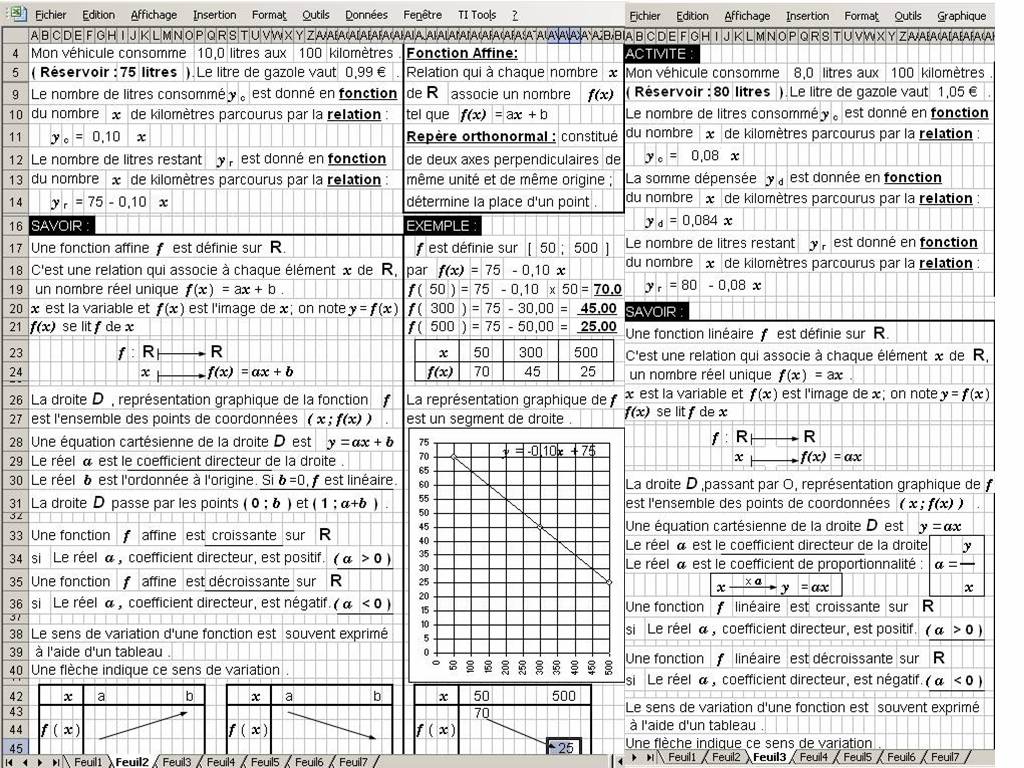 Fichier Edition Affichage Insertion Format Outils Données Fenêtre TI Tools ?
4 Mon véhicule consomme 10,0 litres aux 100 kilomètres .
5 ( Réservoir : 75 litres ).Le litre de gazole vaut 0,99 € .
9 Le nombre de litres consommé yc est donné en fonction
10 du nombre x de kilomètres parcourus par la relation :
11 yc = 0,10 x
12 Le nombre de litres restant yr est donné en fonction
13 du nombre x de kilomètres parcourus par la relation :
14 yr = 75 - 0,10 x
16 SAVOIR :
17 Une fonction affine f est définie sur R.
18 C'est une relation qui associe à chaque élément x de R,
19 un nombre réel unique f(x) = ax + b .
20 x est la variable et f(x) est l'image de x; on note y = f(x)
21 f(x) se lit f de x
23 f : R R
24 x f(x) = ax + b
26 La droite D , représentation graphique de la fonction f
27 est l'ensemble des points de coordonnées ( x ; f(x) )
28 Une équation cartésienne de la droite D est y = ax + b
29 Le réel a est le coefficient directeur de la droite .
30 Le réel b est l'ordonnée à l'origine. Si b =0, f est linéaire.
31 La droite D passe par les points ( 0 ; b ) et ( 1 ; a+b ) .
32
33 Une fonction f affine est croissante sur R
34 si Le réel a , coefficient directeur, est positif. ( a > 0 )
35 Une fonction f affine est décroissante sur R
36 si Le réel a , coefficient directeur, est négatif. ( a < 0 )
37
38 Le sens de variation d'une fonction est souvent exprimé
39 à l'aide d'un tableau .
40 Une flèche indique ce sens de variation .
42 x a b x a b
43
44 f ( x ) f ( x )
45
Feuil1 Feuil2 Feuil3 Feuil4 Feuil5 Feuil6 Feuil7
Fonction Affine:
Relation qui à chaque nombre x
de R associe un nombre f(x)
tel que f(x) = ax + b
Repère orthonormal : constitué
de deux axes perpendiculaires de
même unité et de même origine ;
détermine la place d'un point .
EXEMPLE :
f est définie sur [ 50 ; 500 ]
par f(x) = 75 - 0,10 x
f( 50 ) = 75 - 0,10 x 50 = 70,0
f( 300 ) = 75 - 30,00 = 45,00
f( 500 ) = 75 - 50,00 = 25,00
x 50 300 500
f(x) 70 45 25
La représentation graphique de f
est un segment de droite .
y = -0,10x + 75
75
70
65
60
55
50
45
40
35
30
25
20
15
10
5
0
0 50 100 150 200 250 300 350 400 450 500
x 50 500
70
f ( x )
25
Fichier Edition Affichage Insertion Format Outils Graphique
ACTIVITE :
Mon véhicule consomme 8,0 litres aux 100 kilomètres .
( Réservoir : 80 litres ).Le litre de gazole vaut 1,05 € .
Le nombre de litres consommé yc est donné en fonction
du nombre x de kilomètres parcourus par la relation :
yc = 0,08 x
La somme dépensée yd est donnée en fonction
du nombre x de kilomètres parcourus par la relation :
yd = 0,084 x
Le nombre de litres restant yr est donné en fonction
du nombre x de kilomètres parcourus par la relation :
yr = 80 - 0,08 x
SAVOIR :
Une fonction linéaire f est définie sur R.
C'est une relation qui associe à chaque élément x de R,
un nombre réel unique f(x) = ax .
x est la variable et f(x) est l'image de x; on note y = f(x)
f(x) se lit f de x
f : R R
x f(x) = ax
La droite D ,passant par O, représentation graphique de f
est l'ensemble des points de coordonnées ( x ; f(x) ) .
Une équation cartésienne de la droite D est y = ax
Le réel a est le coefficient directeur de la droite y
Le réel a est le coefficient de proportionnalité : a =
x x a y = ax x
Une fonction f linéaire est croissante sur R
si Le réel a , coefficient directeur, est positif. ( a > 0 )
Une fonction f linéaire est décroissante sur R
si Le réel a , coefficient directeur, est négatif. ( a < 0 )
Le sens de variation d'une fonction est souvent exprimé
à l'aide d'un tableau .
Une flèche indique ce sens de variation .
Feuil1 Feuil2 Feuil3 Feuil4 Feuil5 Feuil6 Feuil7